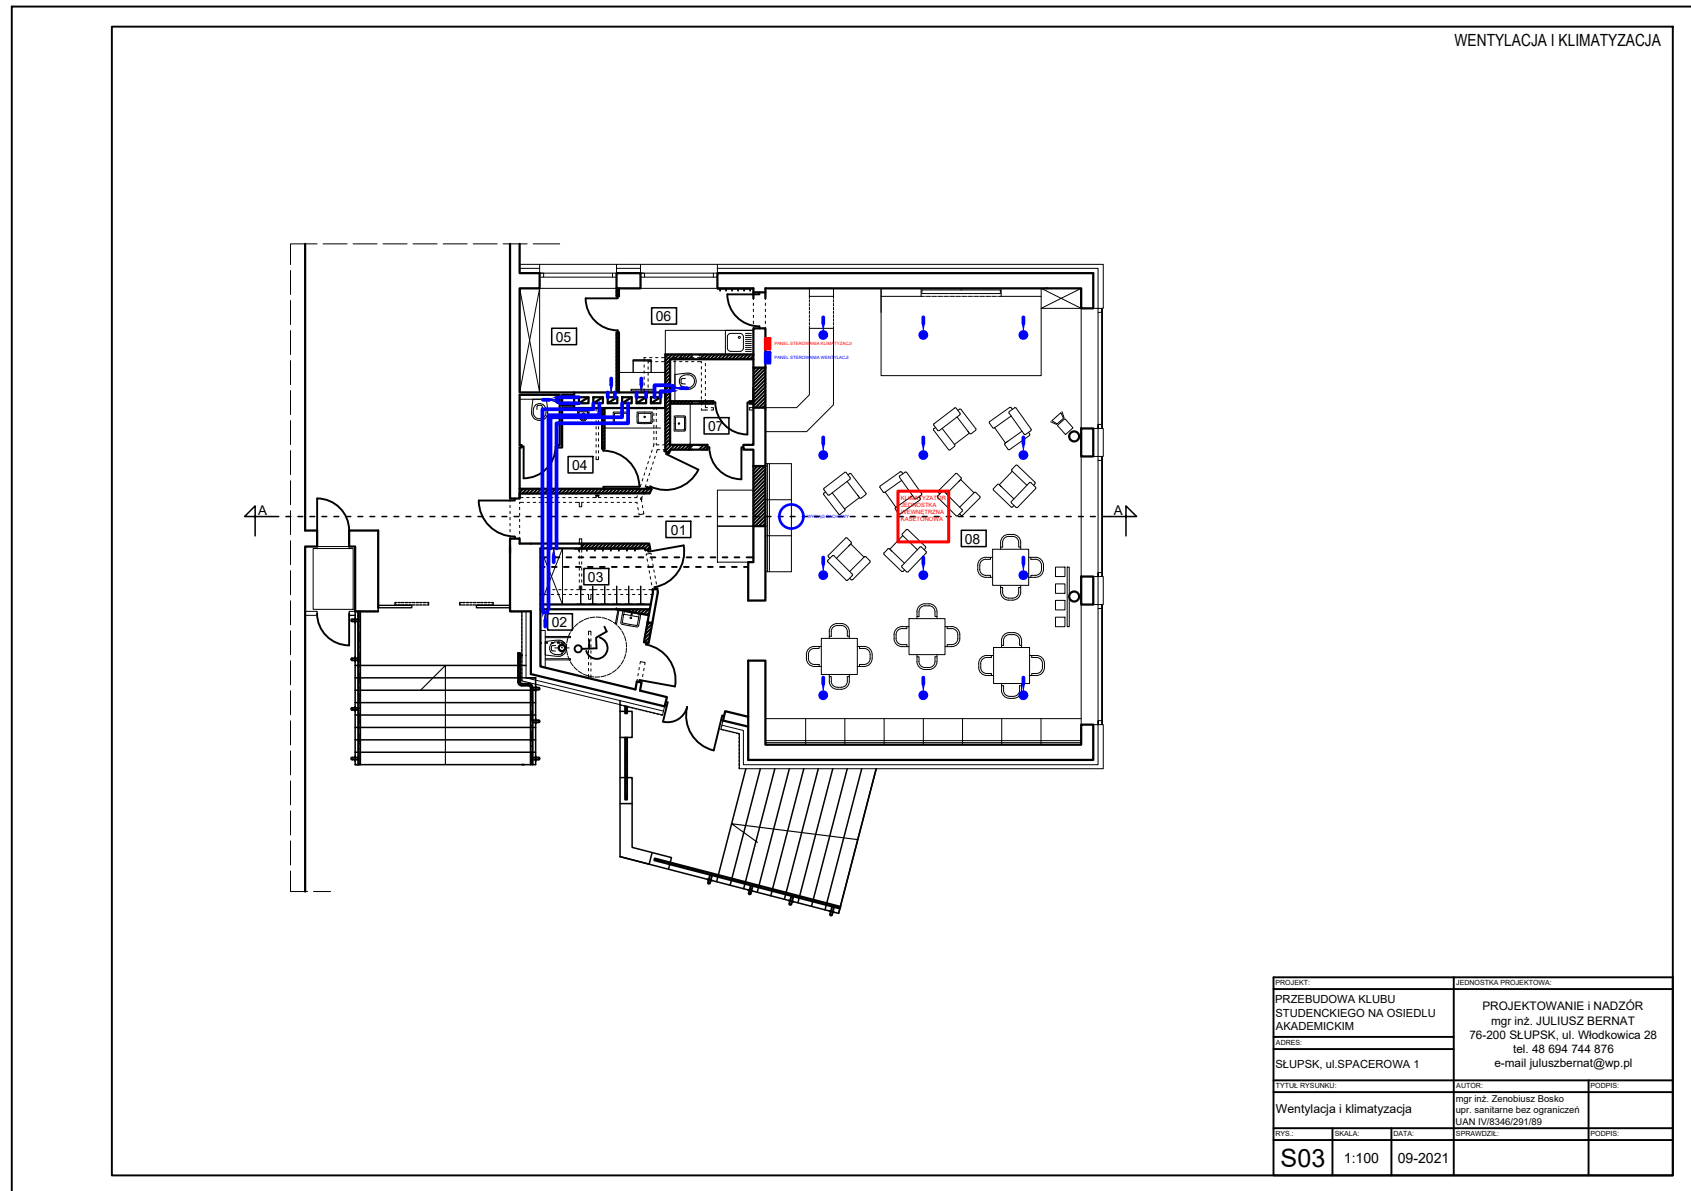 WENTYLACJA I KLIMATYZACJA
05
06
PANEL STEROWANIA KLIMATYZACJI
PANEL STEROWANIA WENTYLACJI
07
04
A
01
KLIMATYZATOR
JEDNOSTKA
WEWNĘTRZNA
KASETONOWA
A
08
03
02
PROJEKT:
PRZEBUDOWA KLUBU
STUDENCKIEGO NA OSIEDLU
AKADEMICKIM
ADRES:
SŁUPSK, ul.SPACEROWA 1
JEDNOSTKA PROJEKTOWA:
PROJEKTOWANIE i NADZÓR
mgr inż. JULIUSZ BERNAT
76-200 SŁUPSK, ul. Włodkowica 28
tel. 48 694 744 876
e-mail juluszbernat@wp.pl
TYTUŁ RYSUNKU:
Wentylacja i klimatyzacja
AUTOR:
mgr inż. Zenobiusz Bosko
upr. sanitarne bez ograniczeń
UAN IV/8346/291/89
PODPIS:
RYS.:
S03
SKALA:
1:100
DATA:
09-2021
SPRAWDZIŁ:
PODPIS: